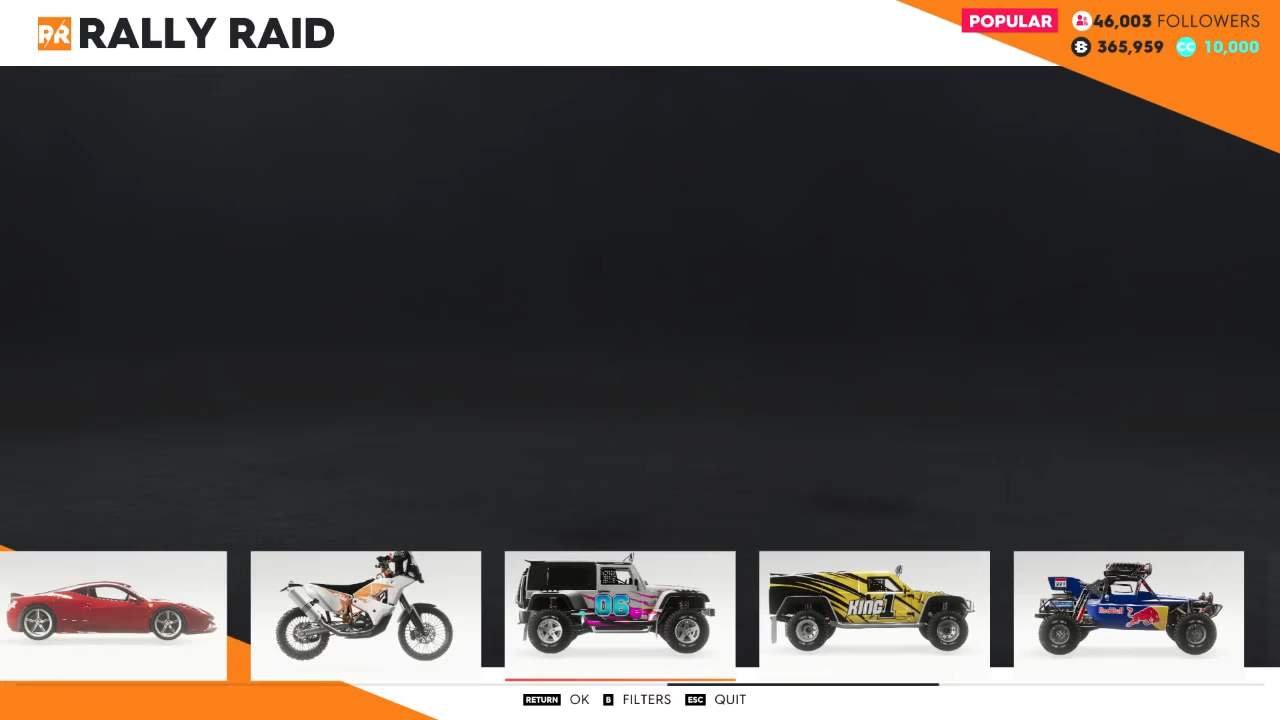 RR RALLY RAID
POPULAR 46,003 FOLLOWERS
365,959 CC 10,000
06
KING 1
Red Bull
RETURN OK B FILTERS ESC QUIT